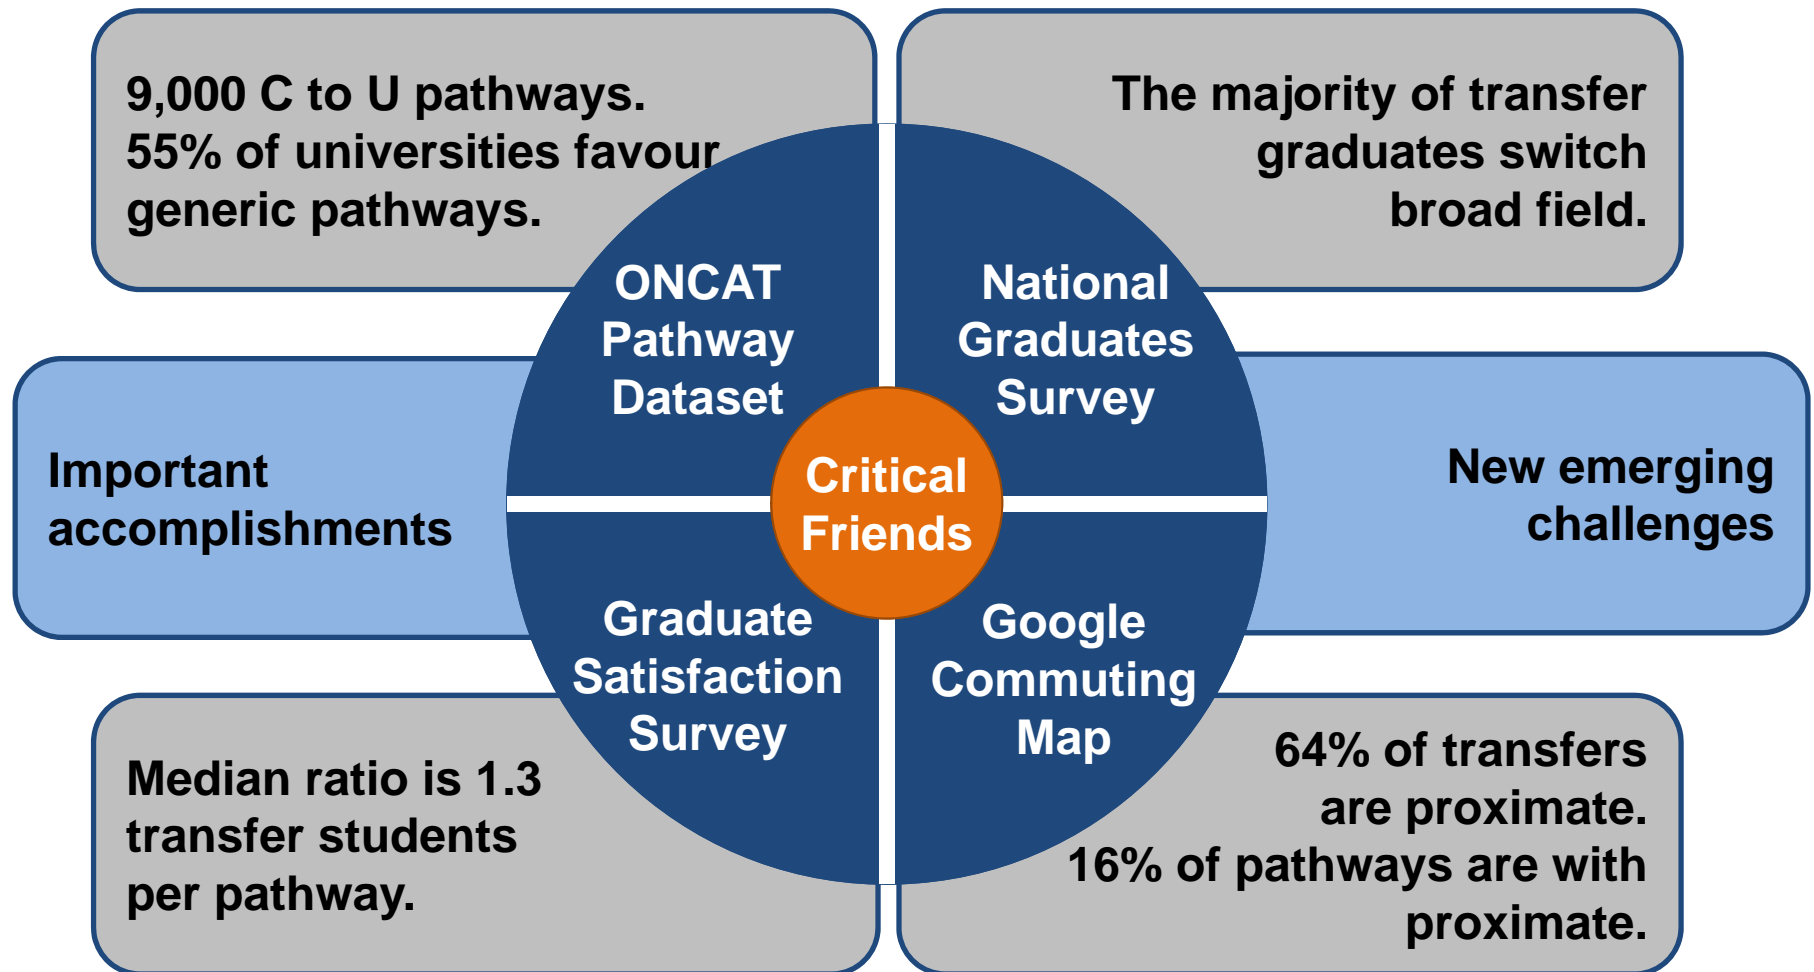 9,000 C to U pathways.
55% of universities favour
generic pathways.
The majority of transfer
graduates switch
broad field.
ONCAT
Pathway
Dataset
National
Graduates
Survey
Important
accomplishments
Critical
Friends
New emerging
challenges
Graduate
Satisfaction
Survey
Google
Commuting
Map
Median ratio is 1.3
transfer students
per pathway.
64% of transfers
are proximate.
16% of pathways are with
proximate.